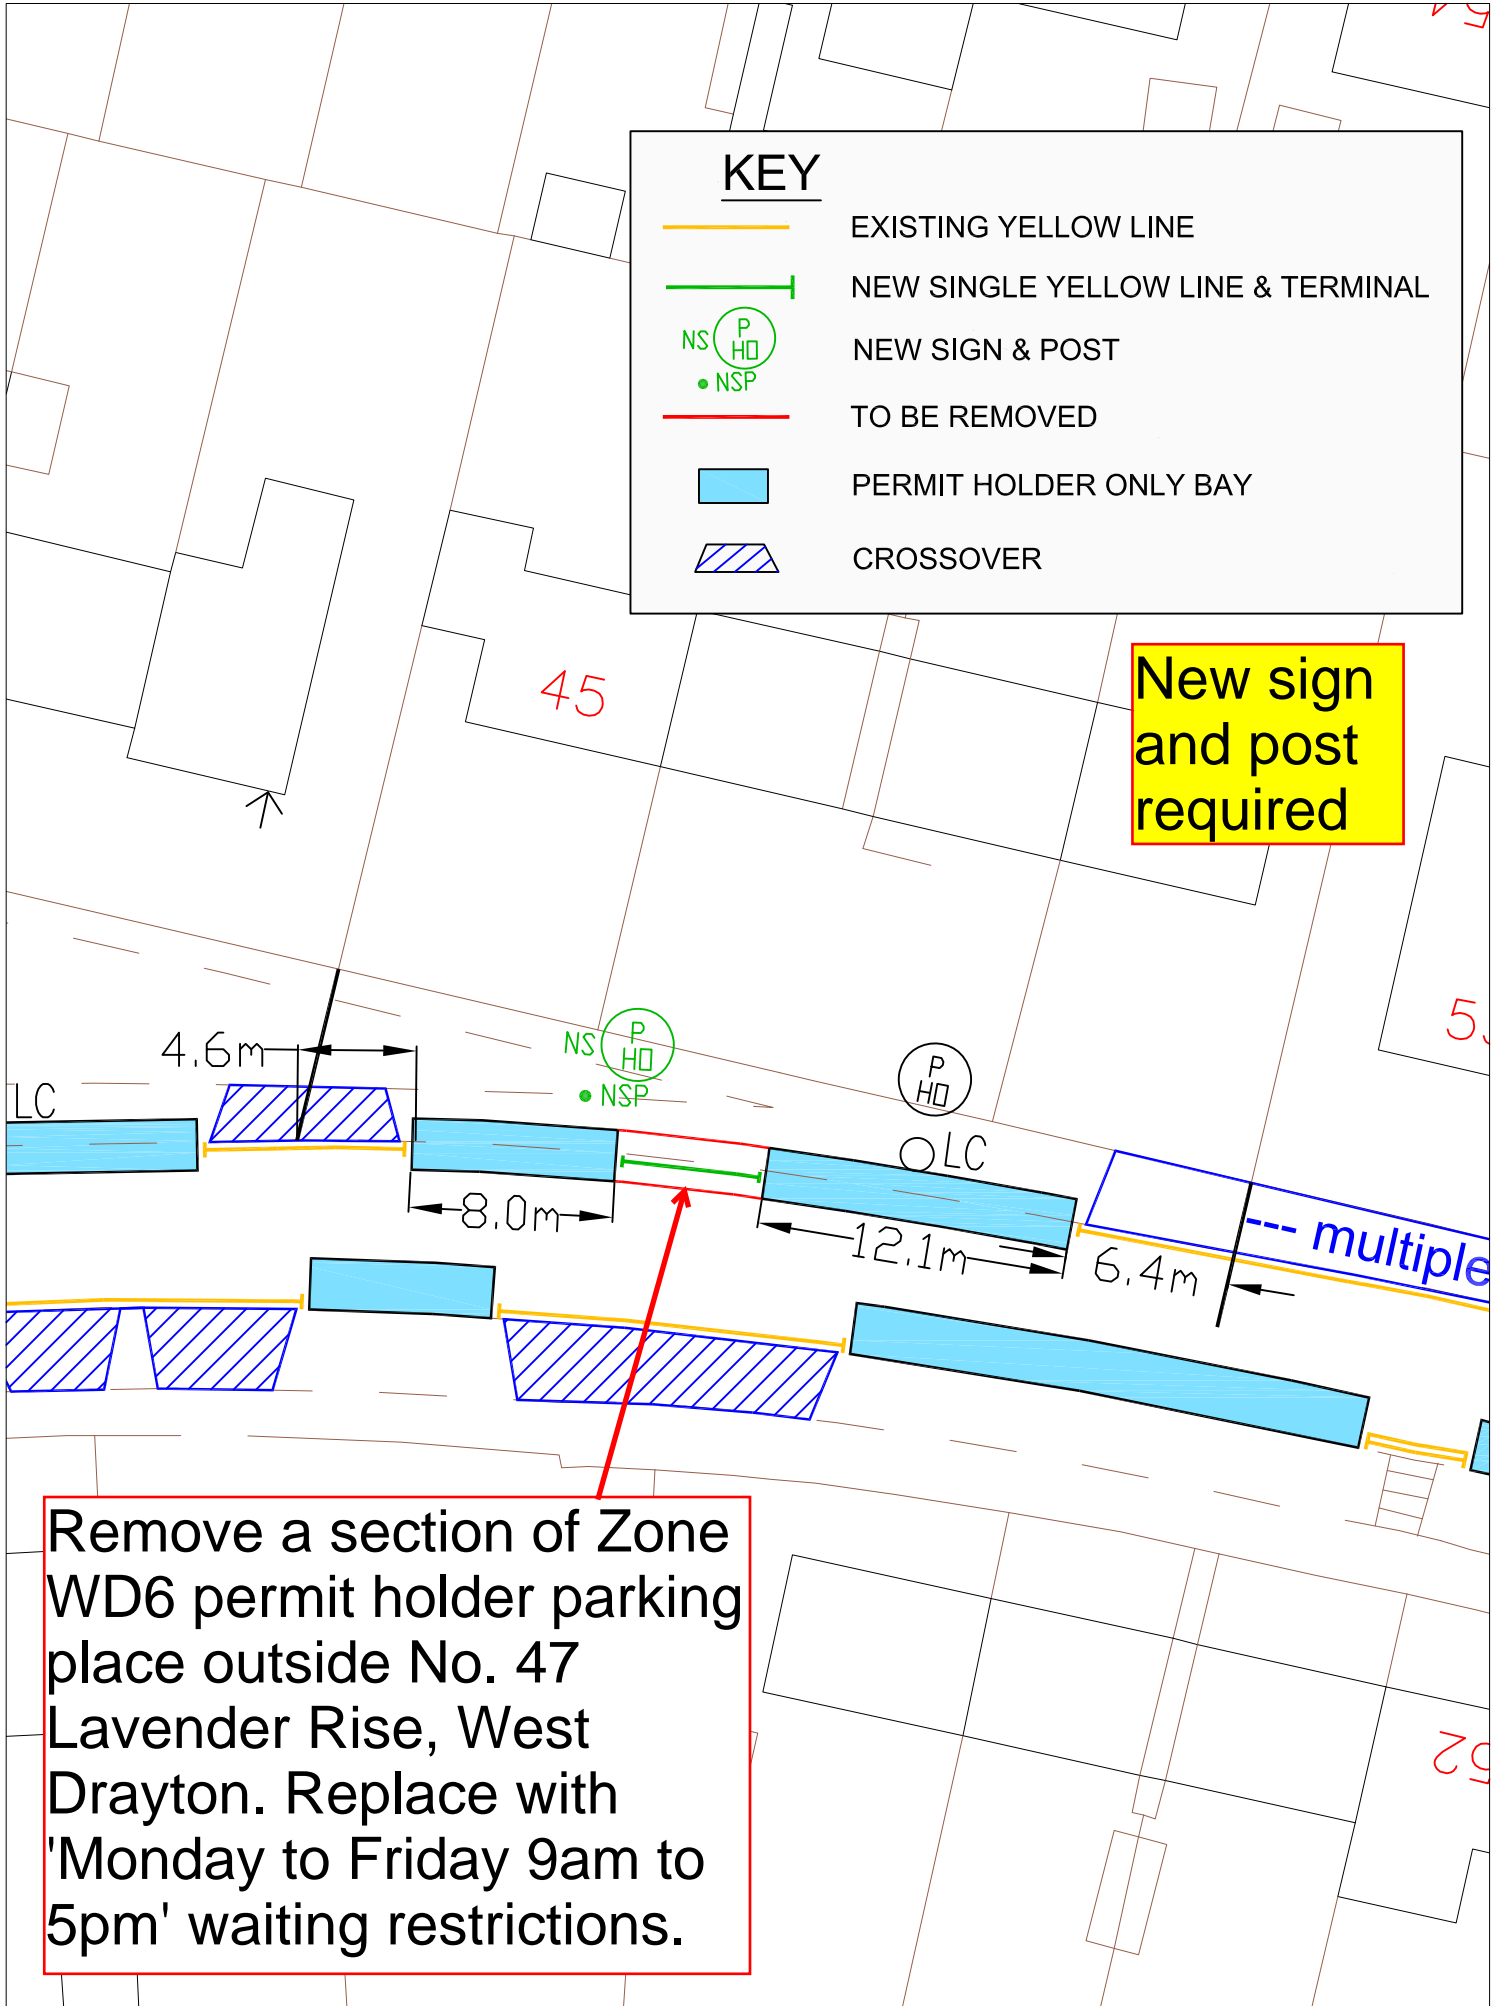 KEY
EXISTING YELLOW LINE
NEW SINGLE YELLOW LINE & TERMINAL
NS
P
HO
NSP
NEW SIGN & POST
TO BE REMOVED
PERMIT HOLDER ONLY BAY
CROSSOVER
45
New sign
and post
required
4.6m
LC
NS
P
HO
NSP
P
HO
LC
8.0m
12.1m
6.4m
--- multiple
52
Remove a section of Zone
WD6 permit holder parking
place outside No. 47
Lavender Rise, West
Drayton. Replace with
'Monday to Friday 9am to
5pm' waiting restrictions.